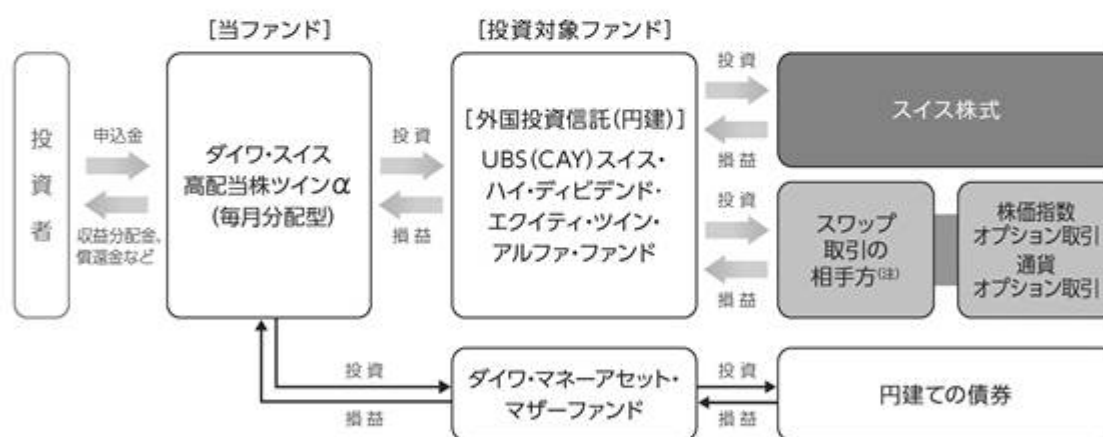 [当ファンド]
[投資対象ファンド]
投資者
申込金
収益分配金、
償還金など
ダイワ・スイス
高配当株ツインα
(毎月分配型)
投資
損益
[外国投資信託(円建)]
UBS(CAY)スイス・
ハイ・ディビデンド・
エクイティ・ツイン・
アルファ・ファンド
投資
損益
スイス株式
投資
損益
スワップ
取引の
相手方(注)
株価指数
オプション取引
通貨
オプション取引
投資
損益
ダイワ・マネーアセット・
マザーファンド
投資
損益
円建ての債券